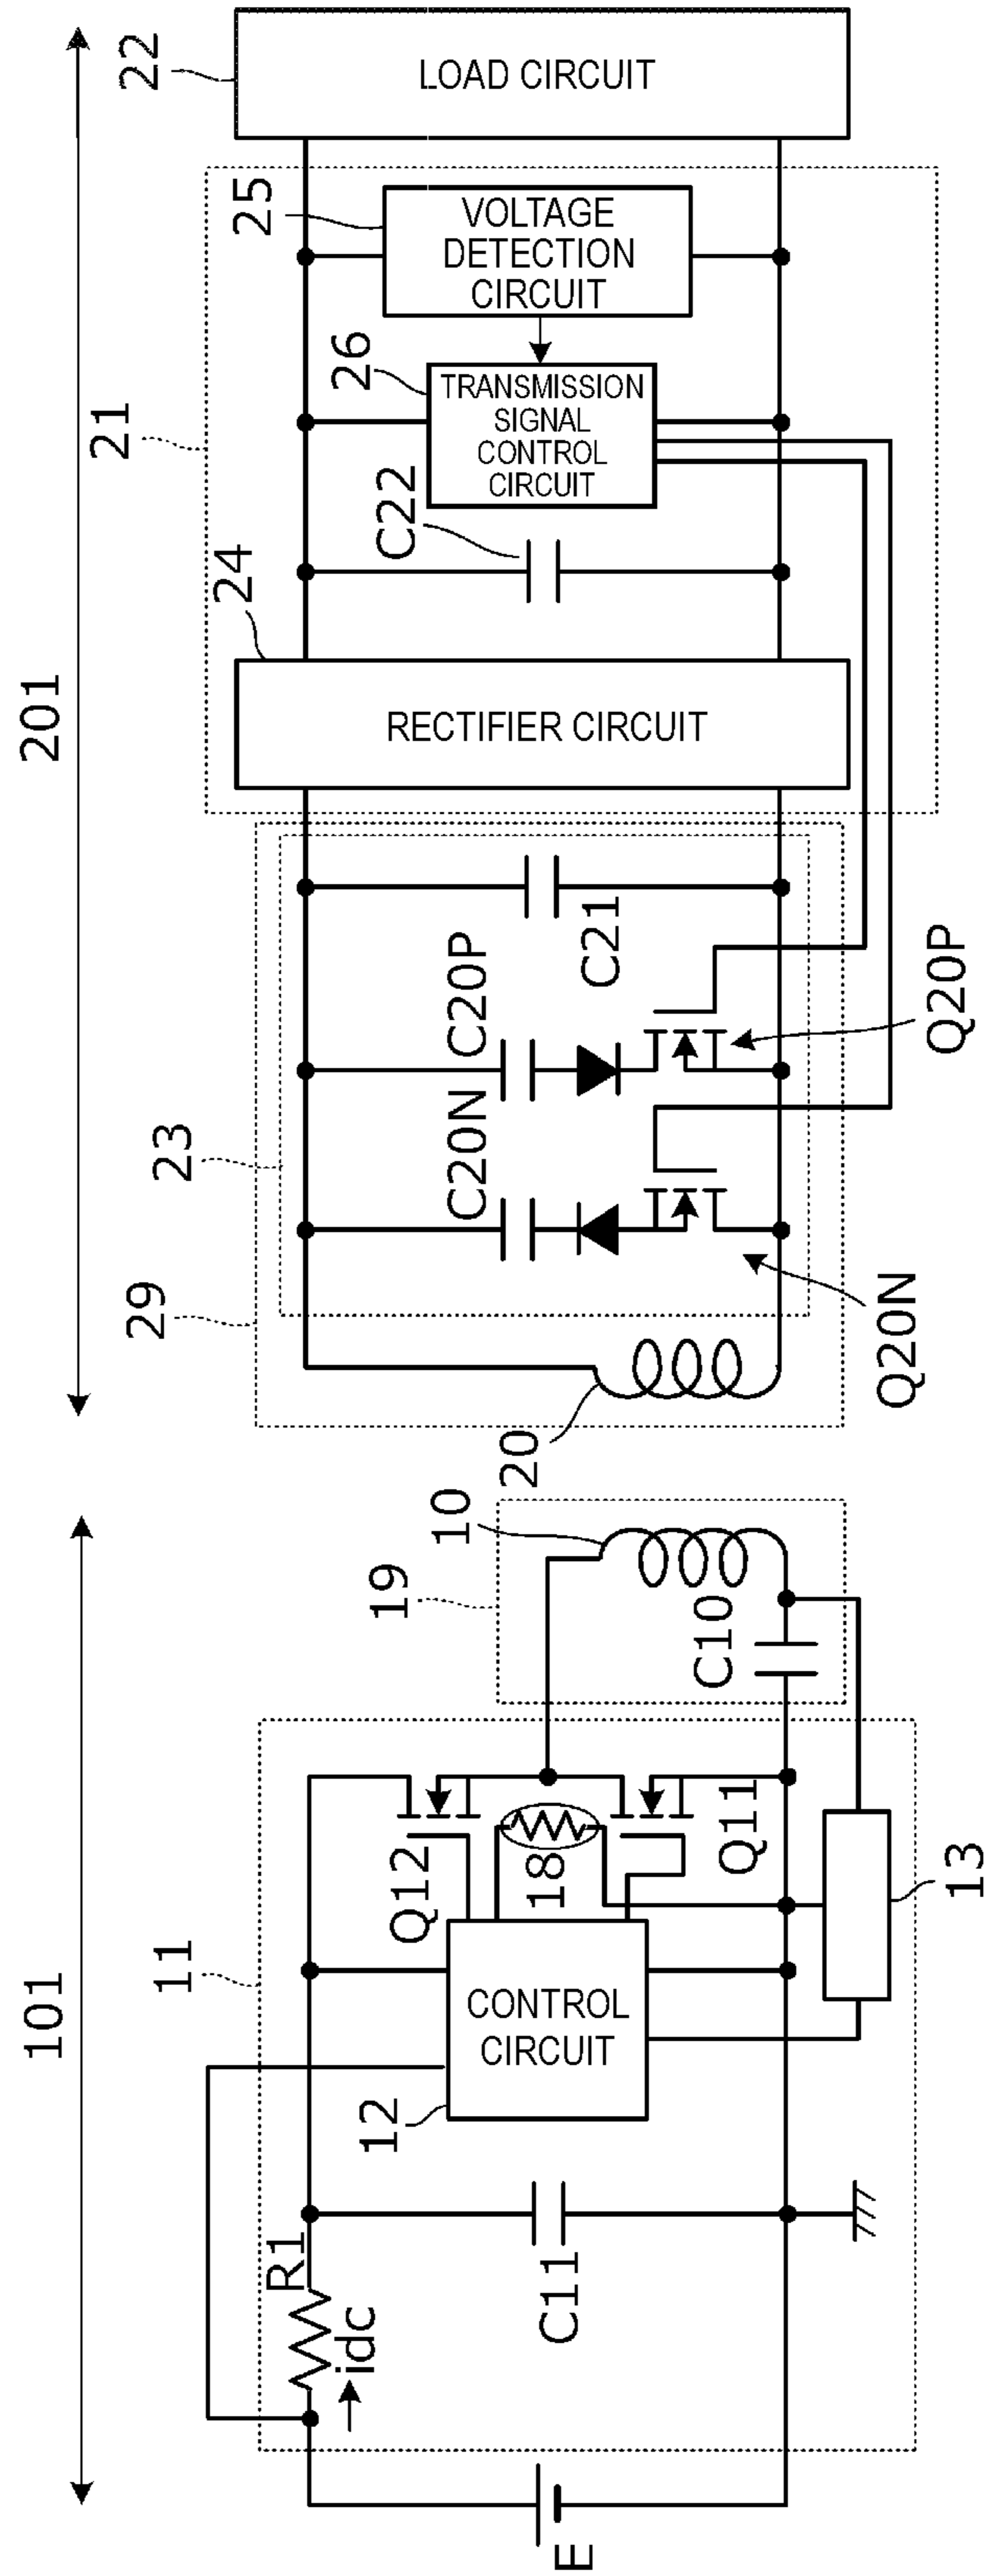 101
201
11
19
29
23
21
22
R1
idc
E
C11
12
CONTROL
CIRCUIT
Q12
18
Q11
13
10
C10
20
C20N
C20P
Q20N
Q20P
C21
24
RECTIFIER CIRCUIT
C22
26
TRANSMISSION
SIGNAL
CONTROL
CIRCUIT
25
VOLTAGE
DETECTION
CIRCUIT
LOAD CIRCUIT